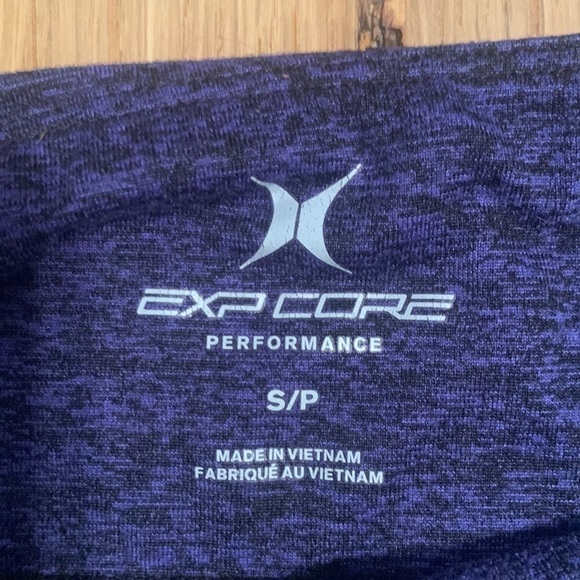 EXP CORE
PERFORMANCE
S/P
MADE IN VIETNAM
FABRIQUÉ AU VIETNAM